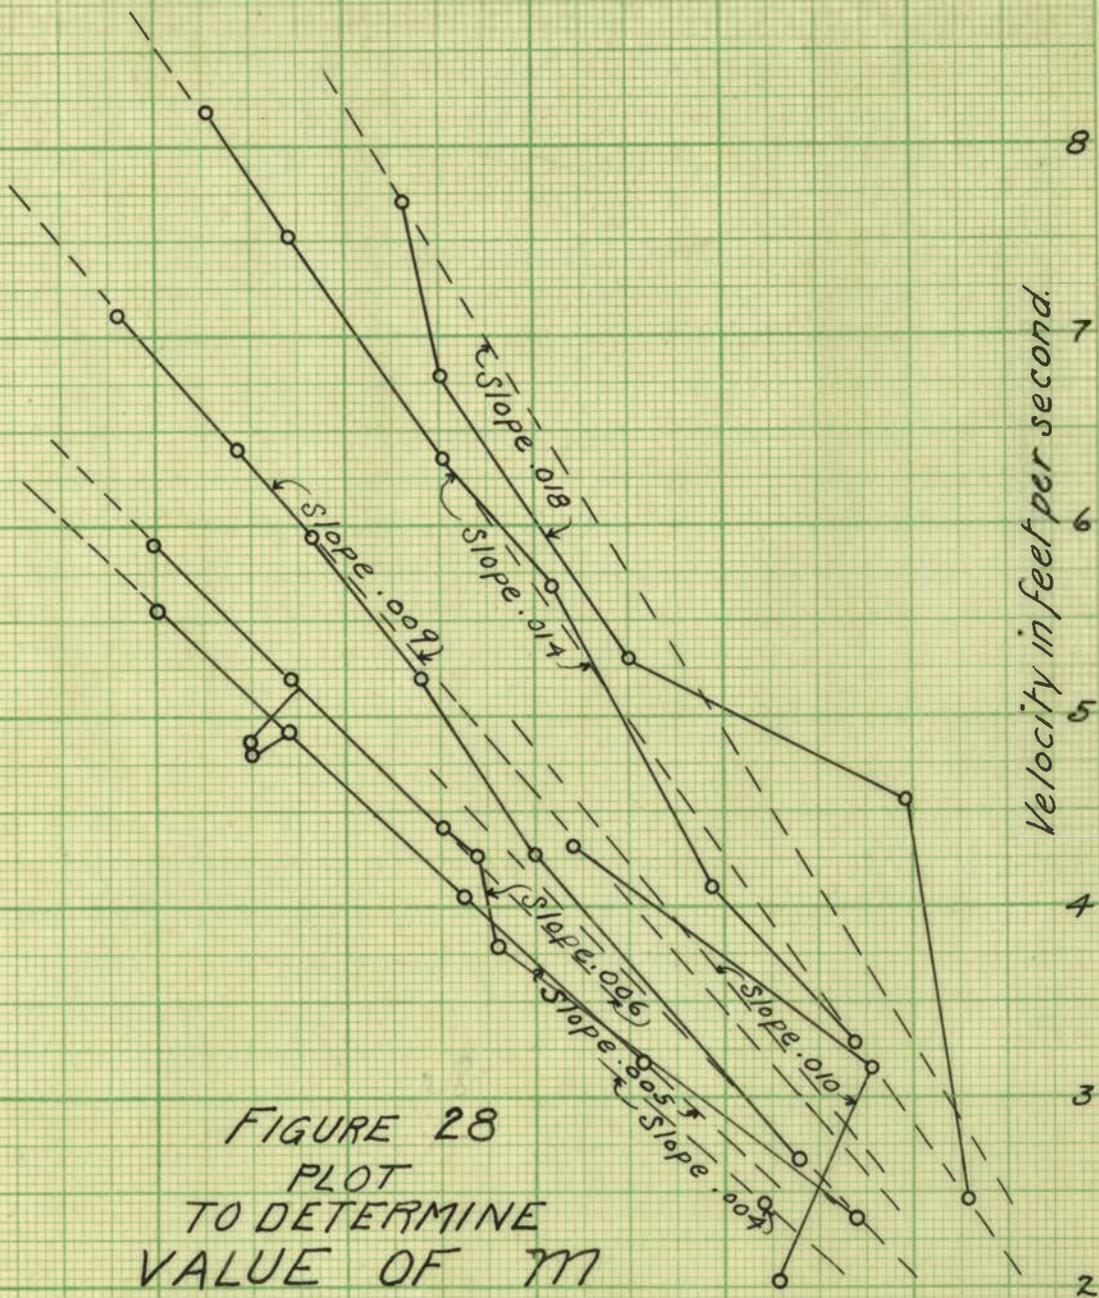 8
7
6
5
4
3
2
Velocity in feet per second.
Slope .018
Slope .014
Slope .009
Slope .006
Slope .010
Slope .005
Slope .004
FIGURE 28
PLOT
TO DETERMINE
VALUE OF m